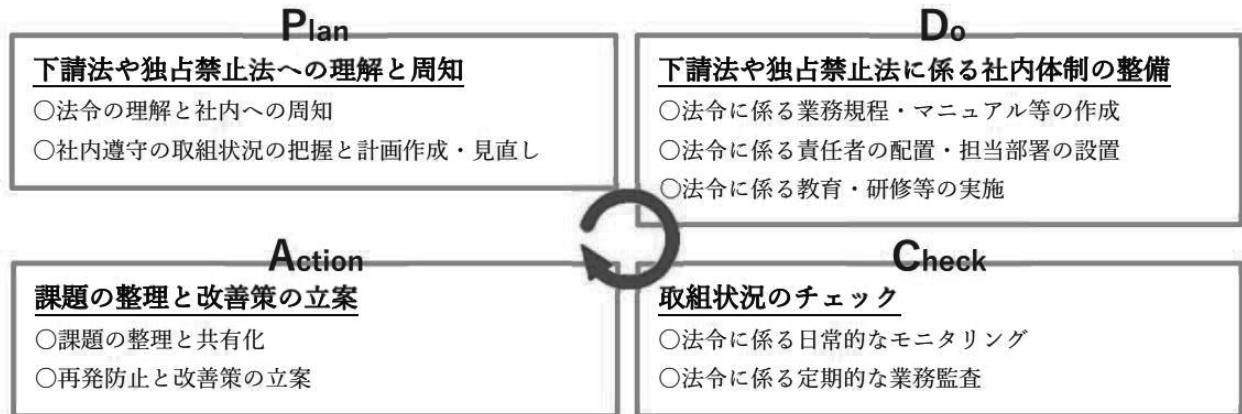 Plan
下請法や独占禁止法への理解と周知
○法令の理解と社内への周知
○社内遵守の取組状況の把握と計画作成・見直し
Do
下請法や独占禁止法に係る社内体制の整備
○法令に係る業務規程・マニュアル等の作成
○法令に係る責任者の配置・担当部署の設置
○法令に係る教育・研修等の実施
Action
課題の整理と改善策の立案
○課題の整理と共有化
○再発防止と改善策の立案
Check
取組状況のチェック
○法令に係る日常的なモニタリング
○法令に係る定期的な業務監査